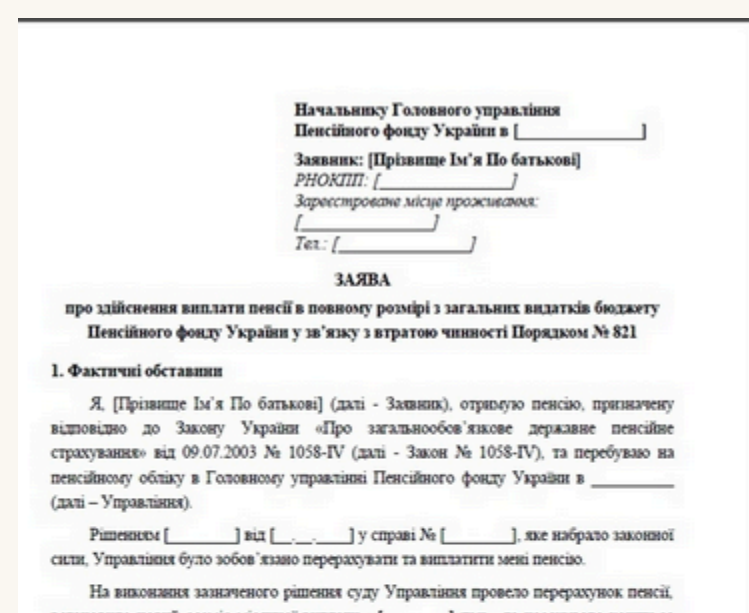 Начальнику Головного управління
Пенсійного фонду України в [____________]
Заявник: [Прізвище Ім’я По батькові]
РНОКПП: [____________]
Зареєстроване місце проживання:
[____________]
Тел.: [____________]
ЗАЯВА
про здійснення виплати пенсії в повному розмірі з загальних видатків бюджету
Пенсійного фонду України у зв’язку з втратою чинності Порядком № 821
1. Фактичні обставини
Я, [Прізвище Ім’я По батькові] (далі - Заявник), отримую пенсію, призначену
відповідно до Закону України «Про загальнообов’язкове державне пенсійне
страхування» від 09.07.2003 № 1058-IV (далі - Закон № 1058-IV), та перебуваю на
пенсійному обліку в Головному управлінні Пенсійного фонду України в ________
(далі – Управління).
Рішенням [_______] від [__.__.____] у справі № [_______], яке набрало законної
сили, Управління було зобов’язано перерахувати та виплатити мені пенсію.
На виконання зазначеного рішення суду Управління провело перерахунок пенсії,